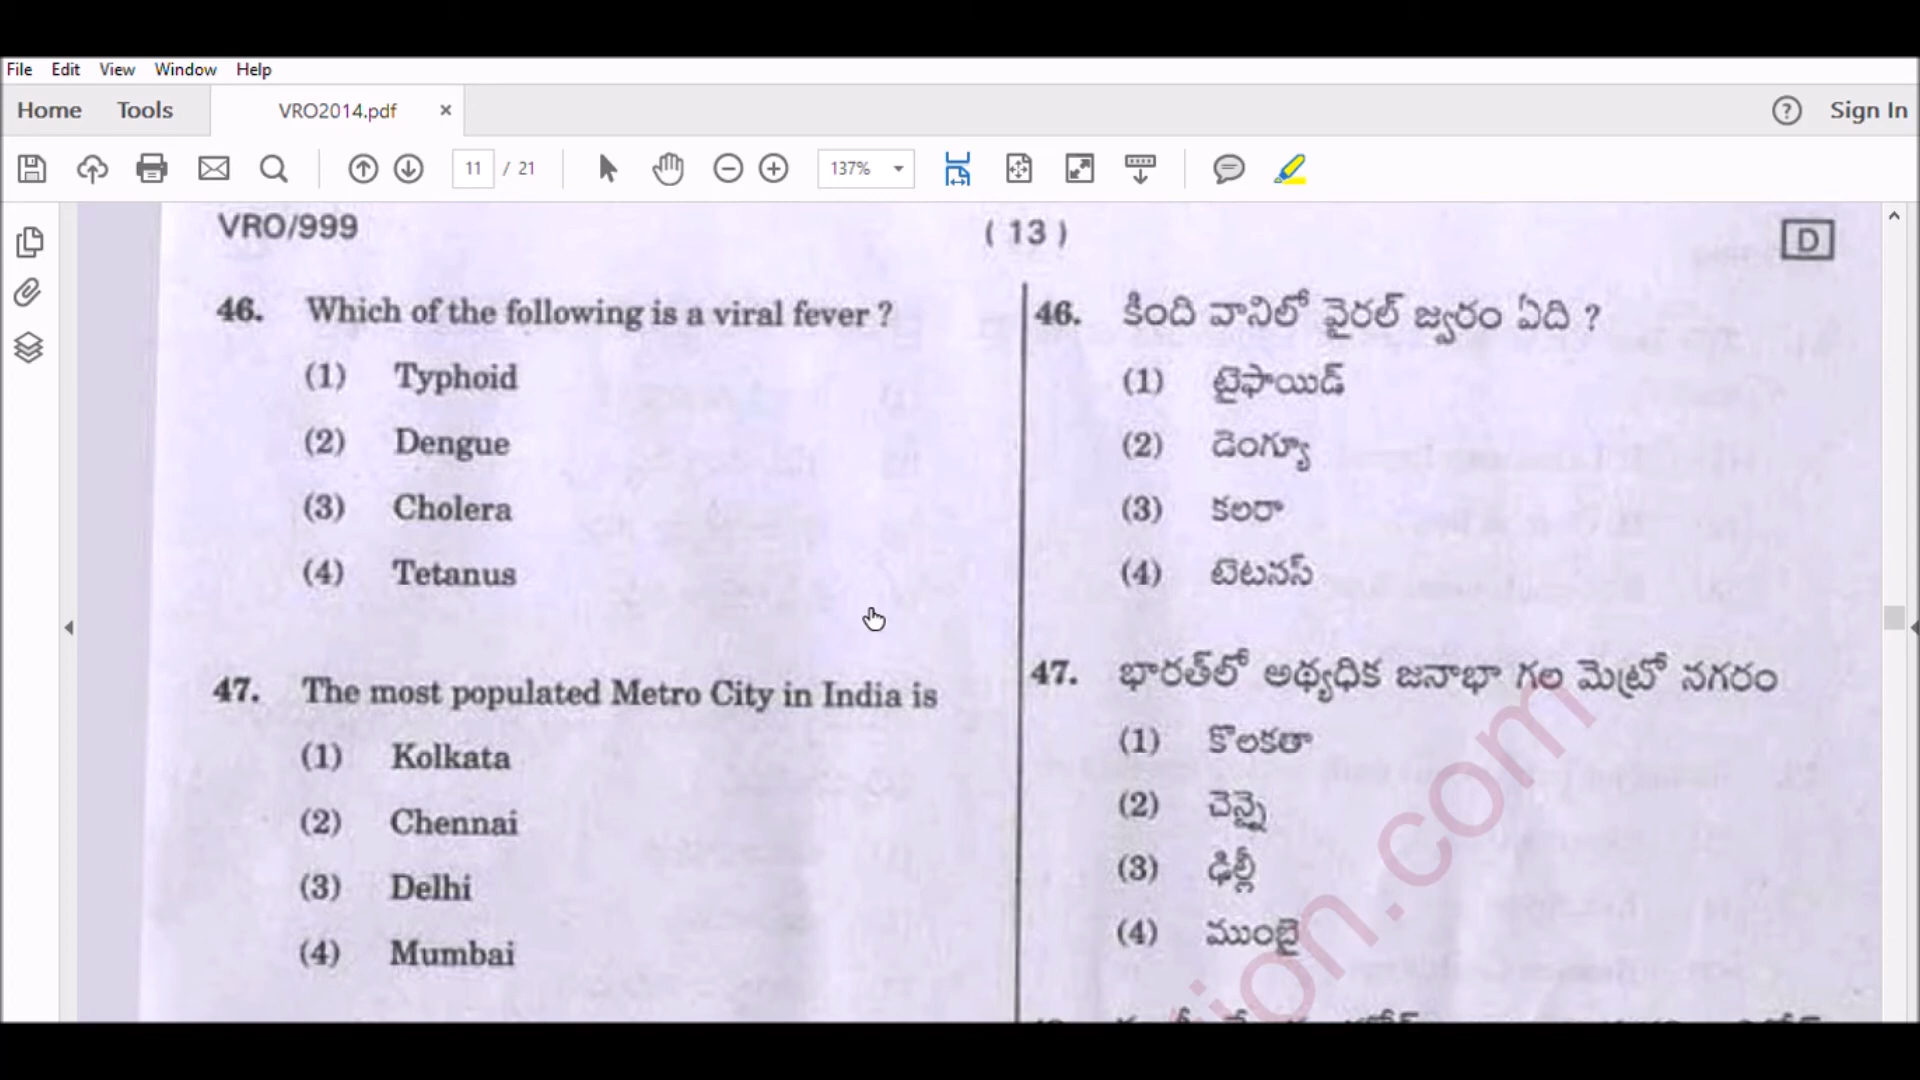 File Edit View Window Help
Home Tools VRO2014.pdf × ? Sign In
11 / 21 137%
VRO/999 ( 13 ) D
46. Which of the following is a viral fever ?
(1) Typhoid
(2) Dengue
(3) Cholera
(4) Tetanus
47. The most populated Metro City in India is
(1) Kolkata
(2) Chennai
(3) Delhi
(4) Mumbai
46. కింది వానిలో వైరల్ జ్వరం ఏది ?
(1) టైఫాయిడ్
(2) డెంగ్యూ
(3) కలరా
(4) టెటనస్
47. భారత్‌లో అథ్యధిక జనాభా గల మెట్రో నగరం
(1) కొలకతా
(2) చెన్నై
(3) ఢిల్లీ
(4) ముంబై
ion.com